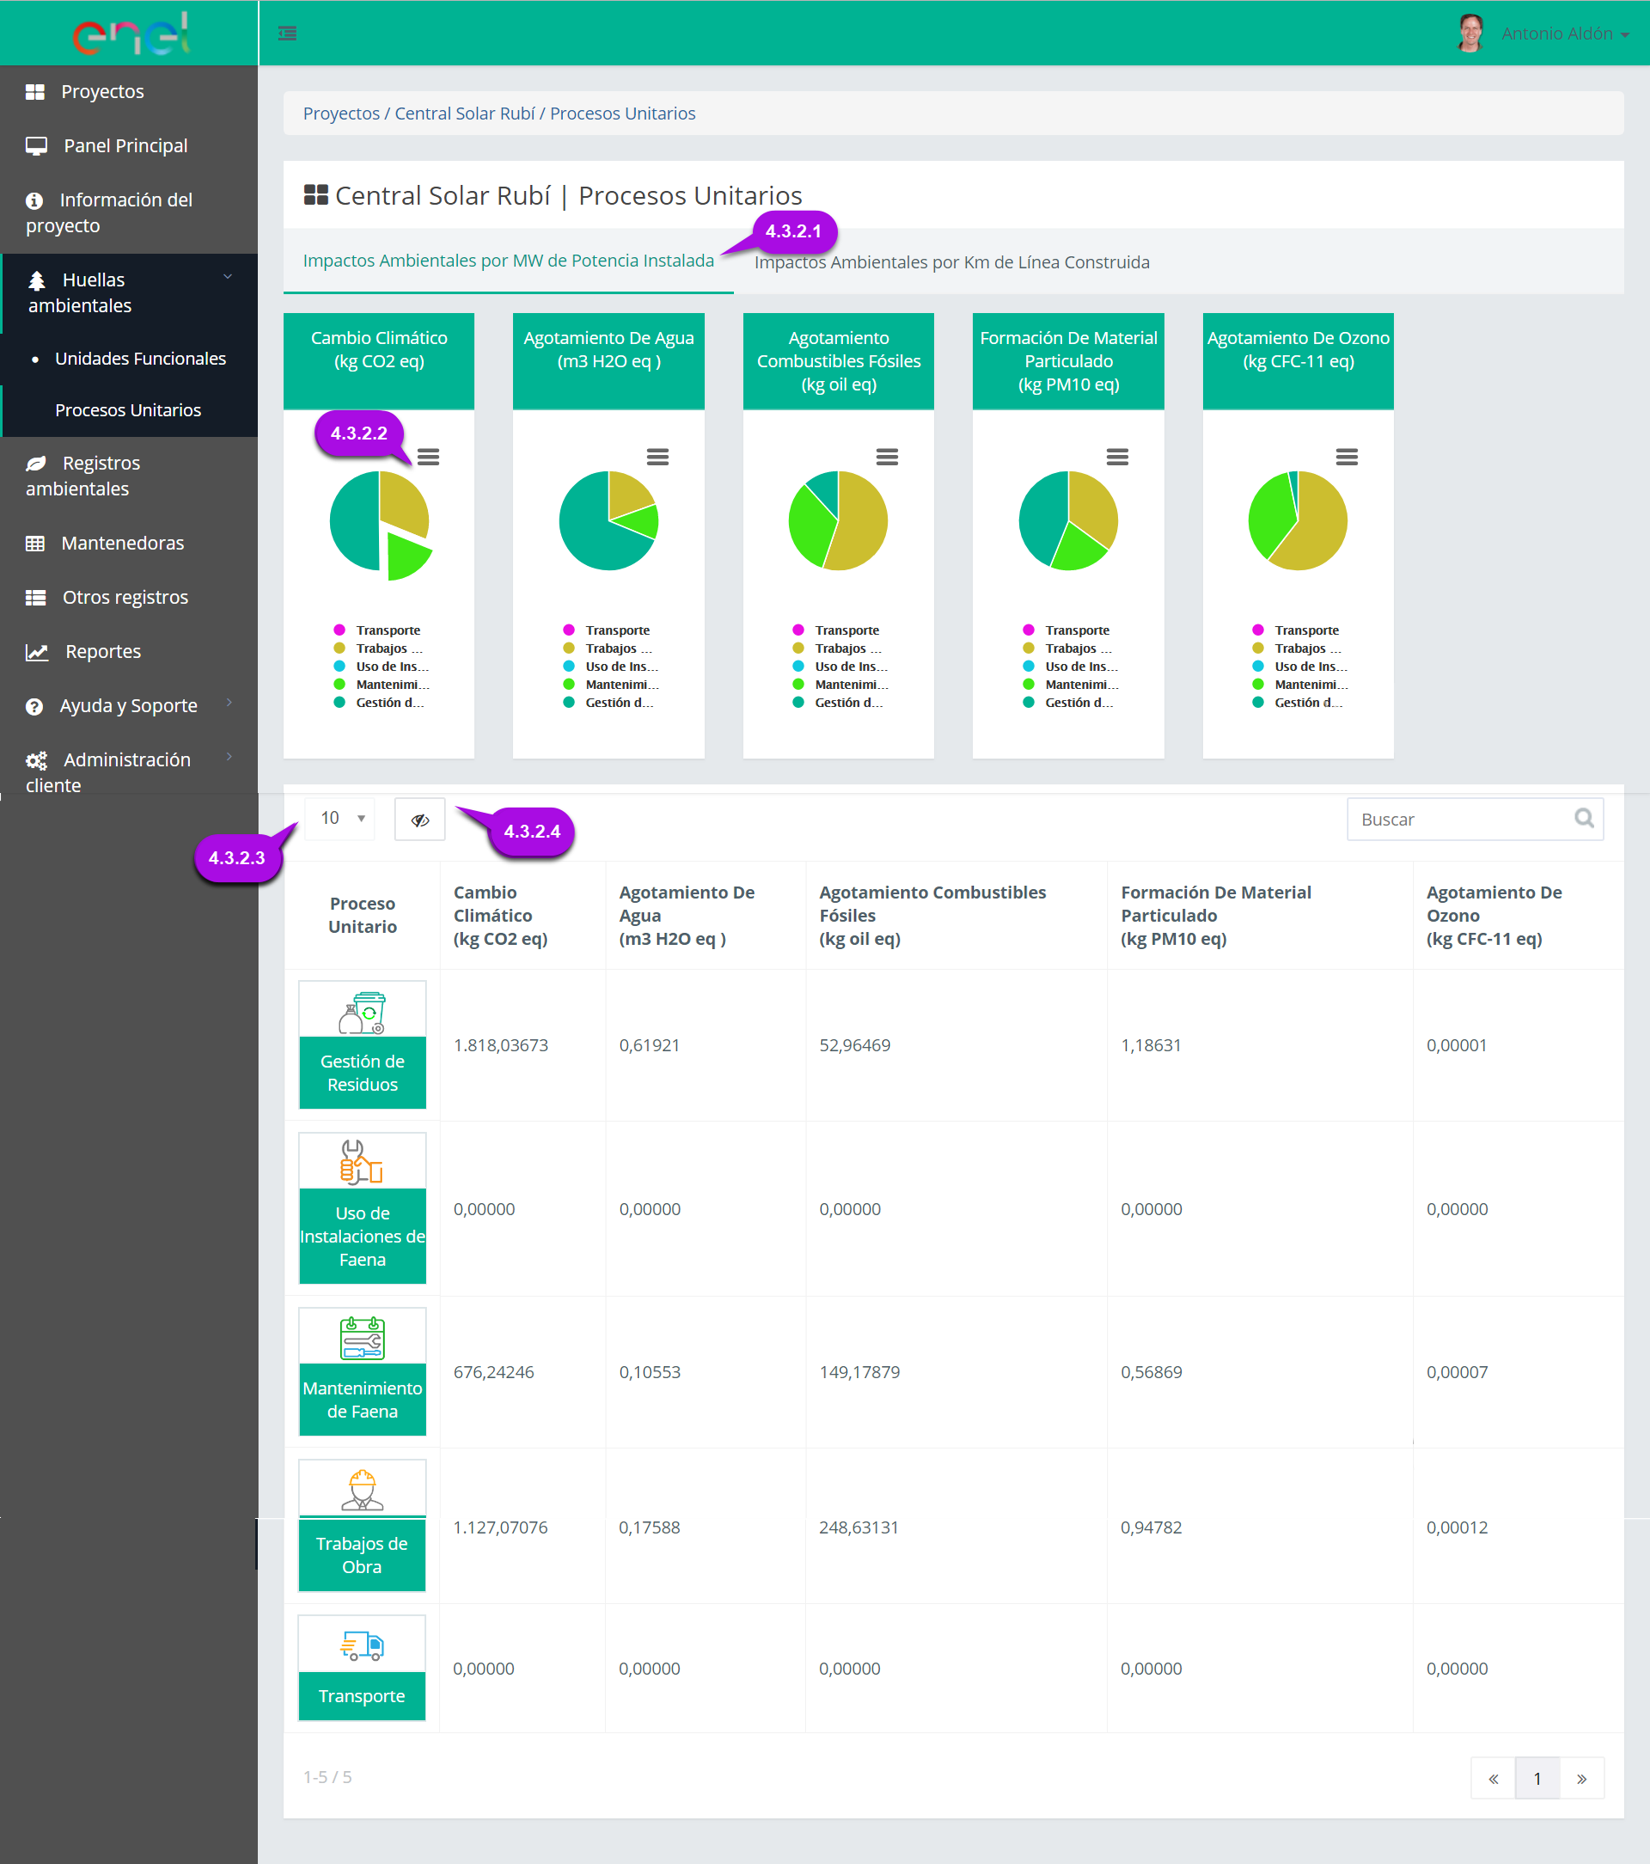 enel
Antonio Aldón
Proyectos
Panel Principal
Información del
proyecto
Huellas
ambientales
Unidades Funcionales
Procesos Unitarios
Registros
ambientales
Mantenedoras
Otros registros
Reportes
Ayuda y Soporte
Administración
cliente
Proyectos / Central Solar Rubí / Procesos Unitarios
Central Solar Rubí | Procesos Unitarios
4.3.2.1
Impactos Ambientales por MW de Potencia Instalada
Impactos Ambientales por Km de Línea Construida
Cambio Climático
(kg CO2 eq)
4.3.2.2
Transporte
Trabajos ...
Uso de Ins...
Mantenimi...
Gestión d...
Agotamiento De Agua
(m3 H2O eq )
Transporte
Trabajos ...
Uso de Ins...
Mantenimi...
Gestión d...
Agotamiento
Combustibles Fósiles
(kg oil eq)
Transporte
Trabajos ...
Uso de Ins...
Mantenimi...
Gestión d...
Formación De Material
Particulado
(kg PM10 eq)
Transporte
Trabajos ...
Uso de Ins...
Mantenimi...
Gestión d...
Agotamiento De Ozono
(kg CFC-11 eq)
Transporte
Trabajos ...
Uso de Ins...
Mantenimi...
Gestión d...
4.3.2.3
10
4.3.2.4
Buscar
Proceso
Unitario
Cambio
Climático
(kg CO2 eq)
Agotamiento De
Agua
(m3 H2O eq )
Agotamiento Combustibles
Fósiles
(kg oil eq)
Formación De Material
Particulado
(kg PM10 eq)
Agotamiento De
Ozono
(kg CFC-11 eq)
Gestión de
Residuos
1.818,03673
0,61921
52,96469
1,18631
0,00001
Uso de
Instalaciones de
Faena
0,00000
0,00000
0,00000
0,00000
0,00000
Mantenimiento
de Faena
676,24246
0,10553
149,17879
0,56869
0,00007
Trabajos de
Obra
1.127,07076
0,17588
248,63131
0,94782
0,00012
Transporte
0,00000
0,00000
0,00000
0,00000
0,00000
1-5 / 5
« 1 »